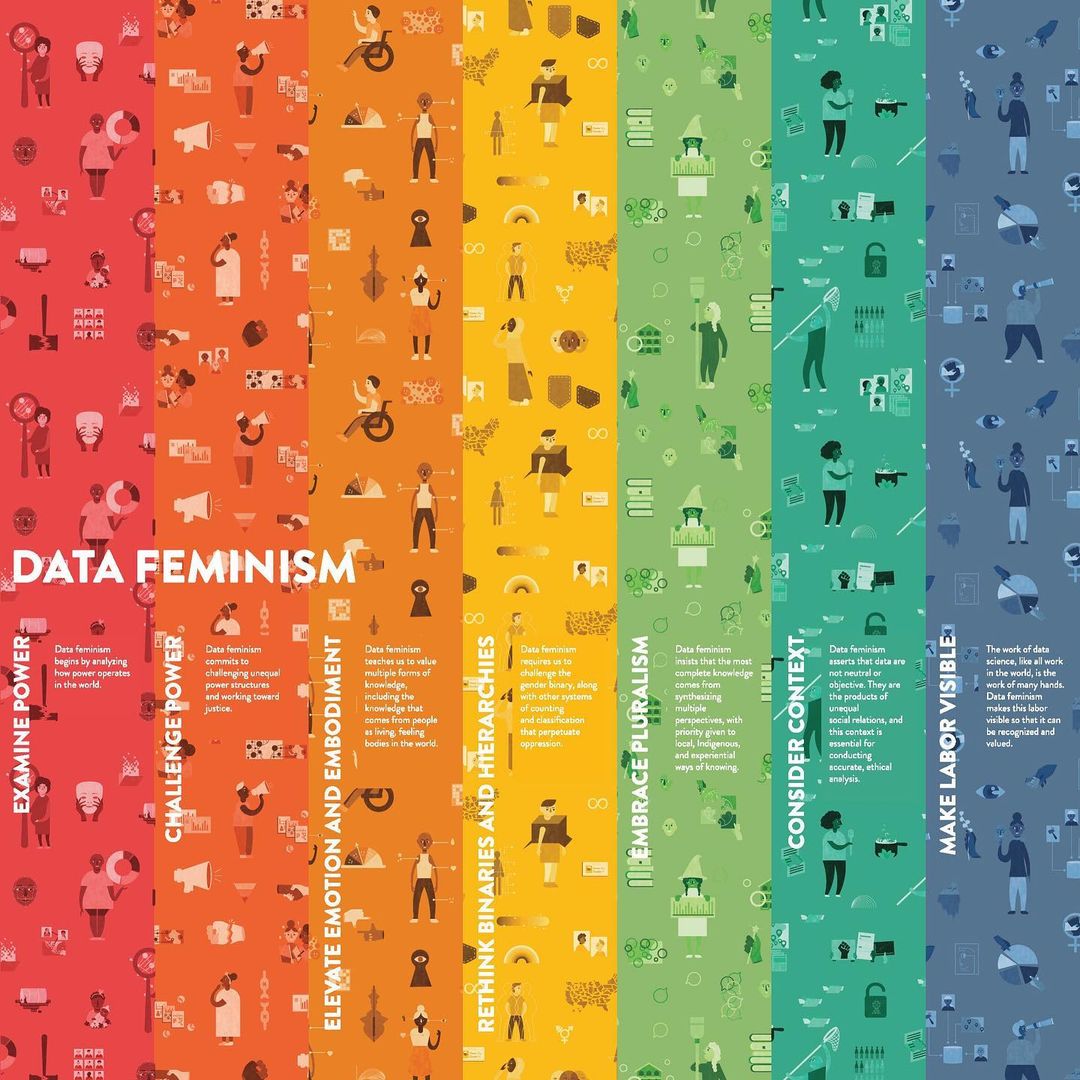 DATA FEMINISM
EXAMINE POWER
Data feminism
begins by analyzing
how power operates
in the world.
CHALLENGE POWER
Data feminism
commits to
challenging unequal
power structures
and working toward
justice.
ELEVATE EMOTION AND EMBODIMENT
Data feminism
teaches us to value
multiple forms of
knowledge,
including the
knowledge that
comes from people
as living, feeling
bodies in the world.
RETHINK BINARIES AND HIERARCHIES
Data feminism
requires us to
challenge the
gender binary, along
with other systems
of counting
and classification
that perpetuate
oppression.
EMBRACE PLURALISM
Data feminism
insists that the most
complete knowledge
comes from
synthesizing
multiple
perspectives, with
priority given to
local, Indigenous,
and experiential
ways of knowing.
CONSIDER CONTEXT
Data feminism
asserts that data are
not neutral or
objective. They are
the products of
unequal
social relations, and
this context is
essential for
conducting
accurate, ethical
analysis.
MAKE LABOR VISIBLE
The work of data
science, like all work
in the world, is the
work of many hands.
Data feminism
makes this labor
visible so that it can
be recognized and
valued.